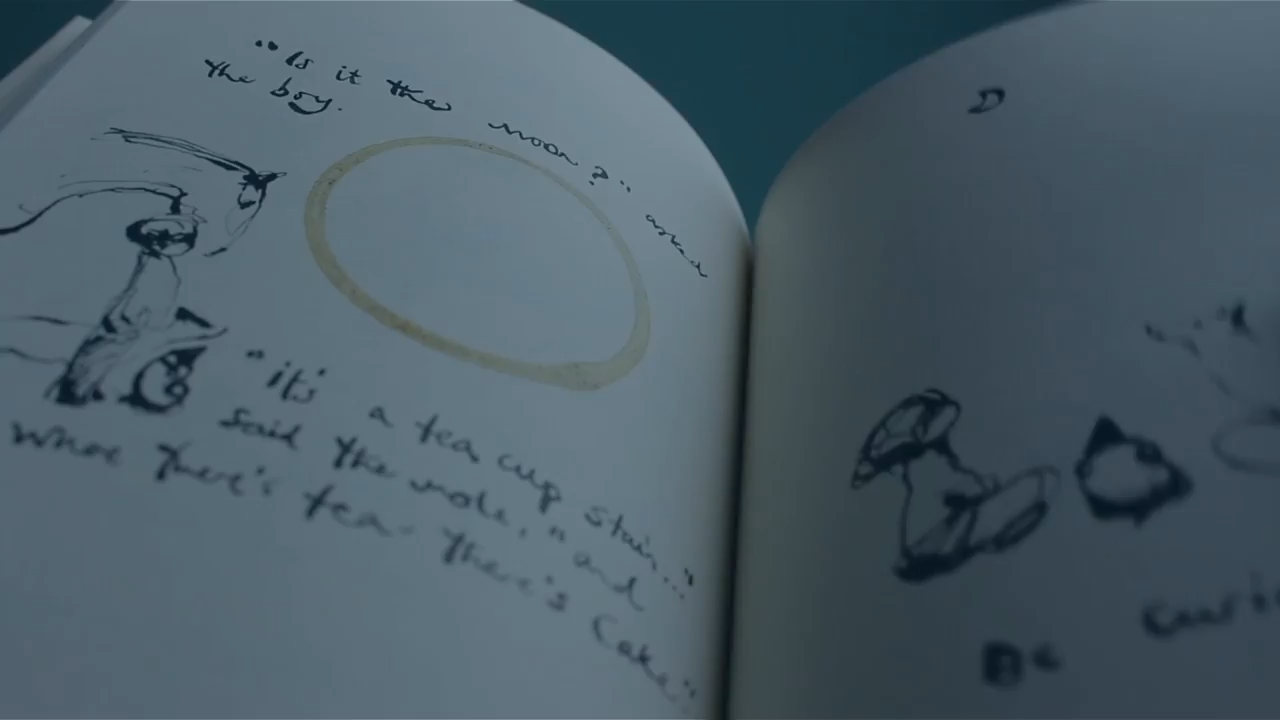 "Is it the moon?" asked
the boy.
"it's a tea cup stain..."
said the mole, "and
where there's tea there's cake"
Be